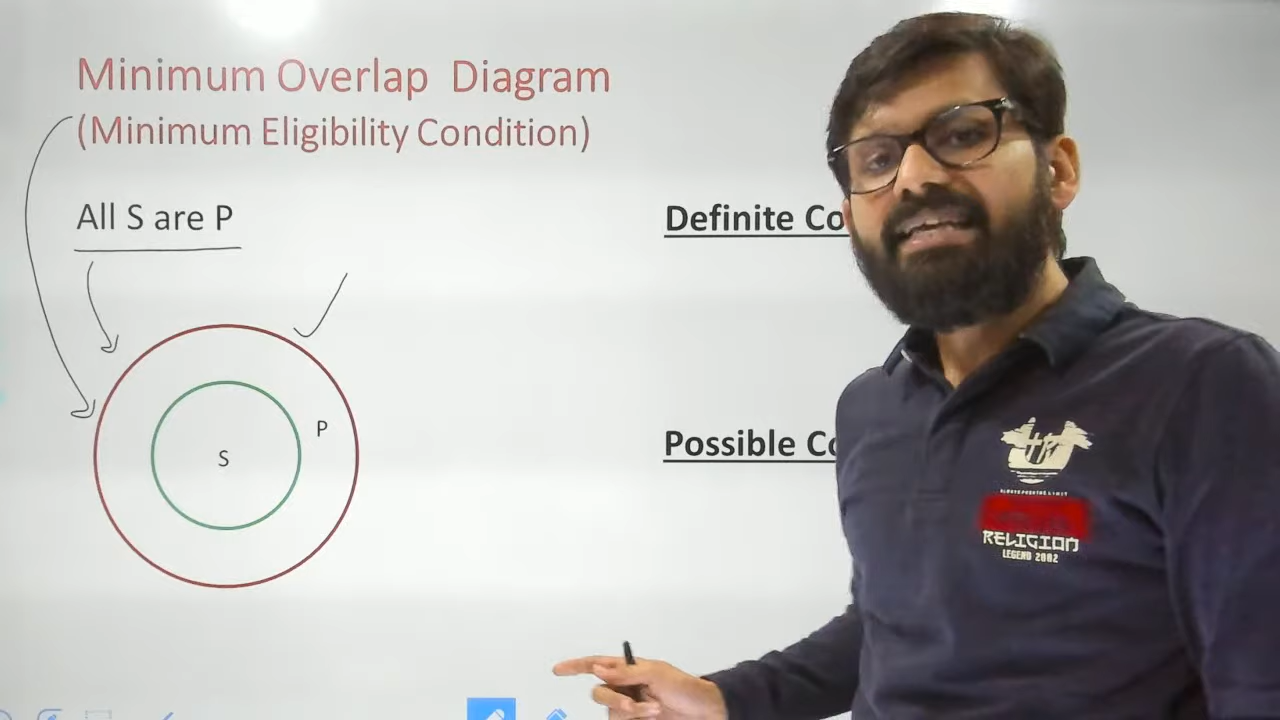 Minimum Overlap Diagram
(Minimum Eligibility Condition)
All S are P
Definite Co
P
S
Possible Co
RELIGION
LEGEND 2002